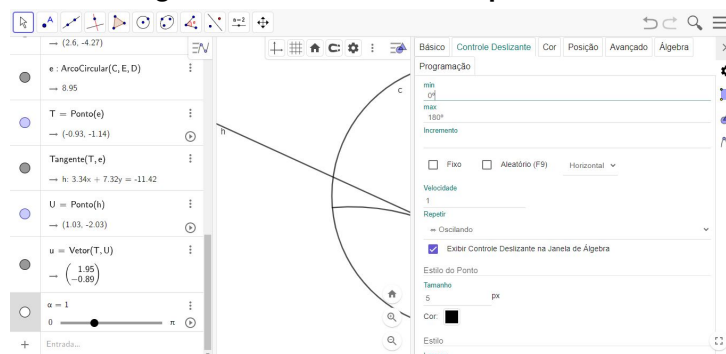 → (2.6, -4.27)
e : ArcoCircular(C, E, D)
→ 8.95
T = Ponto(e)
→ (-0.93, -1.14)
Tangente(T, e)
→ h: 3.34x + 7.32y = -11.42
U = Ponto(h)
→ (1.03, -2.03)
u = Vetor(T, U)
→ (1.95
-0.89)
α = 1
0 π
Entrada...
h
c
Básico Controle Deslizante Cor Posição Avançado Álgebra
Programação
min
0º
max
180º
Incremento
Fixo Aleatório (F9) Horizontal
Velocidade
1
Repetir
⇔ Oscilando
Exibir Controle Deslizante na Janela de Álgebra
Estilo do Ponto
Tamanho
5 px
Cor:
Estilo